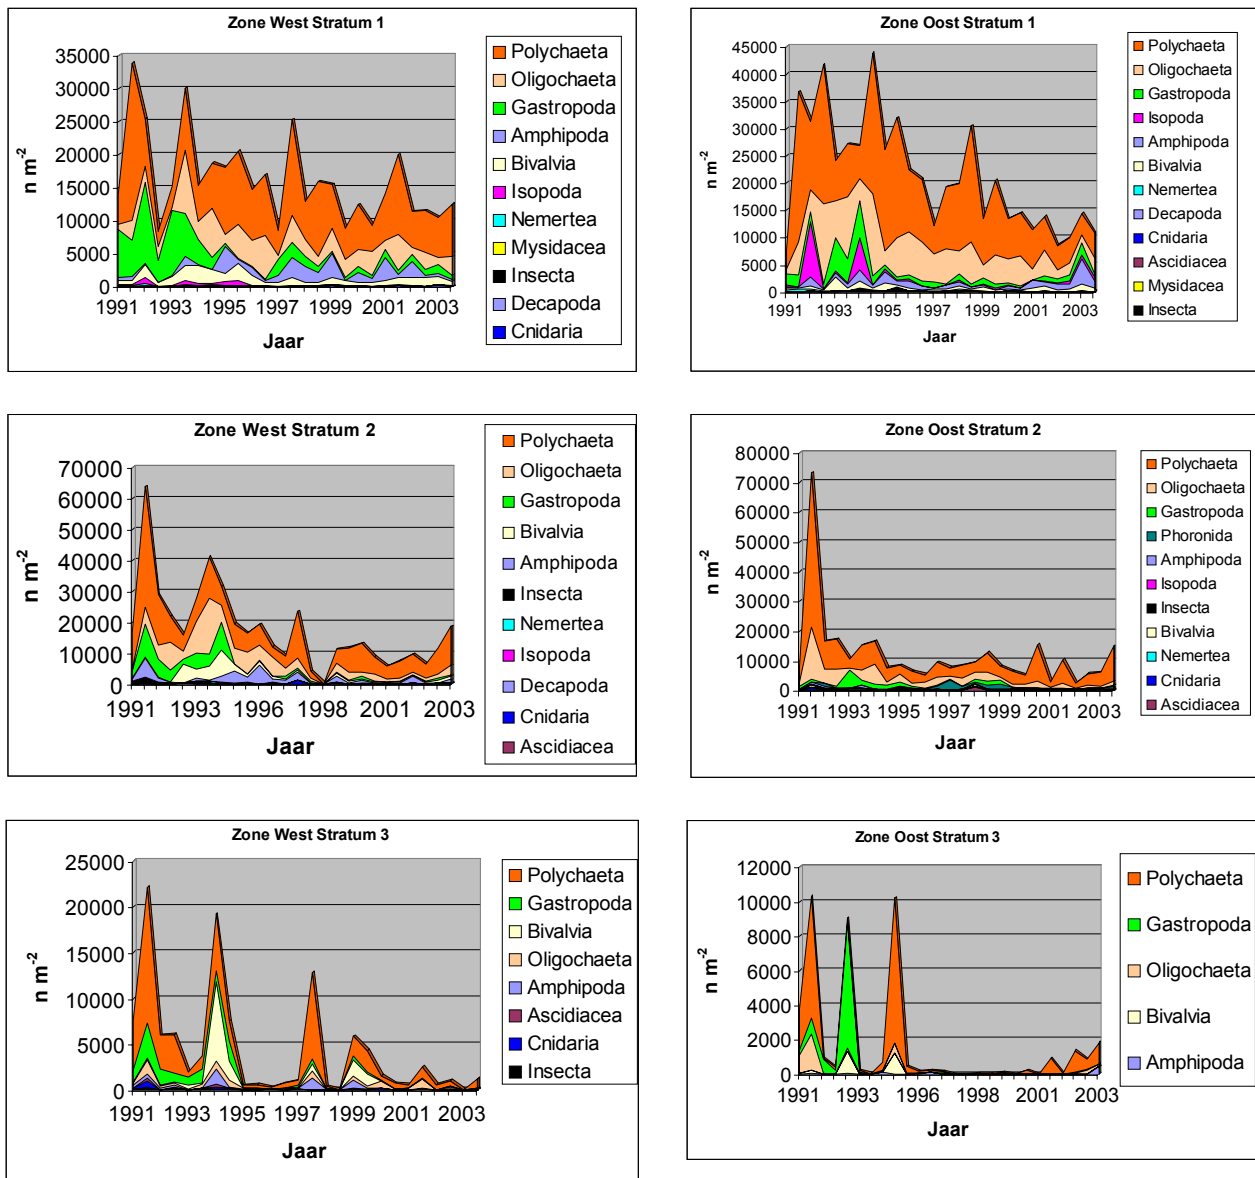 Zone West Stratum 1
35000
30000
25000
20000
15000
10000
5000
0
n m-2
1991 1993 1995 1997 1999 2001 2003
Jaar
Polychaeta
Oligochaeta
Gastropoda
Amphipoda
Bivalvia
Isopoda
Nemertea
Mysidacea
Insecta
Decapoda
Cnidaria
Zone Oost Stratum 1
45000
40000
35000
30000
25000
20000
15000
10000
5000
0
n m-2
1991 1993 1995 1997 1999 2001 2003
Jaar
Polychaeta
Oligochaeta
Gastropoda
Isopoda
Amphipoda
Bivalvia
Nemertea
Decapoda
Cnidaria
Ascidiacea
Mysidacea
Insecta
Zone West Stratum 2
70000
60000
50000
40000
30000
20000
10000
0
n m-2
1991 1993 1996 1998 2001 2003
Jaar
Polychaeta
Oligochaeta
Gastropoda
Bivalvia
Amphipoda
Insecta
Nemertea
Isopoda
Decapoda
Cnidaria
Ascidiacea
Zone Oost Stratum 2
80000
70000
60000
50000
40000
30000
20000
10000
0
n m-2
1991 1993 1995 1997 1999 2001 2003
Jaar
Polychaeta
Oligochaeta
Gastropoda
Phoronida
Amphipoda
Isopoda
Insecta
Bivalvia
Nemertea
Cnidaria
Ascidiacea
Zone West Stratum 3
25000
20000
15000
10000
5000
0
n m-2
1991 1993 1995 1997 1999 2001 2003
Jaar
Polychaeta
Gastropoda
Bivalvia
Oligochaeta
Amphipoda
Ascidiacea
Cnidaria
Insecta
Zone Oost Stratum 3
12000
10000
8000
6000
4000
2000
0
n m-2
1991 1993 1996 1998 2001 2003
Jaar
Polychaeta
Gastropoda
Oligochaeta
Bivalvia
Amphipoda